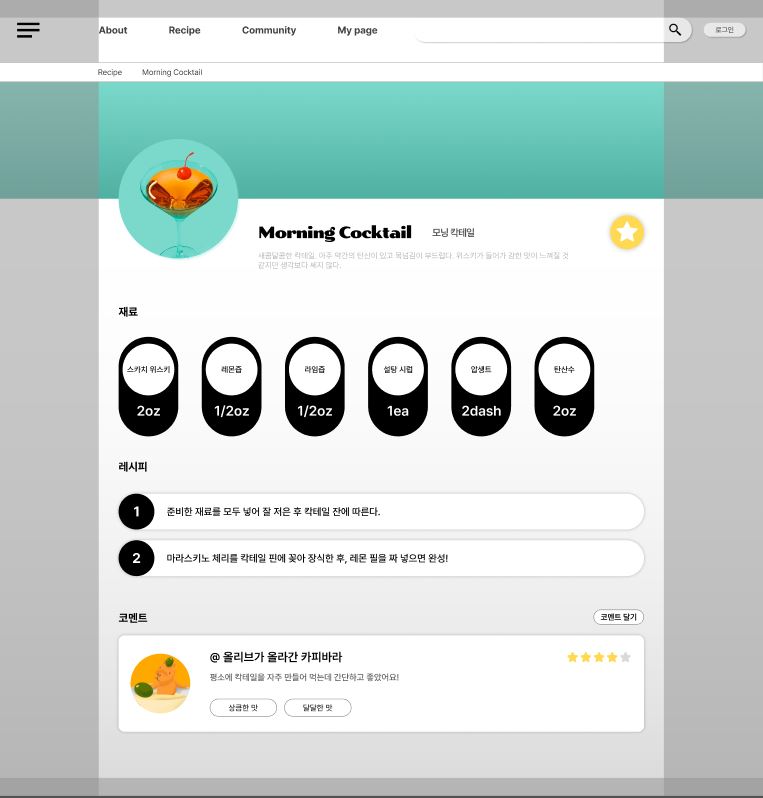 About Recipe Community My page 로그인
Recipe Morning Cocktail
Morning Cocktail 모닝 칵테일
새콤달콤한 칵테일. 아주 약간의 탄산이 있고 목넘김이 부드럽다. 위스키가 들어가 강한 맛이 느껴질 것
같지만 생각보다 쎄지 않다.
재료
스카치 위스키 레몬즙 라임즙 설탕 시럽 압생트 탄산수
2oz 1/2oz 1/2oz 1ea 2dash 2oz
레시피
1 준비한 재료를 모두 넣어 잘 저은 후 칵테일 잔에 따른다.
2 마라스키노 체리를 칵테일 핀에 꽂아 장식한 후, 레몬 필을 짜 넣으면 완성!
코멘트 코멘트 달기
@ 올리브가 올라간 카피바라
평소에 칵테일을 자주 만들어 먹는데 간단하고 좋았어요!
상큼한 맛 달달한 맛